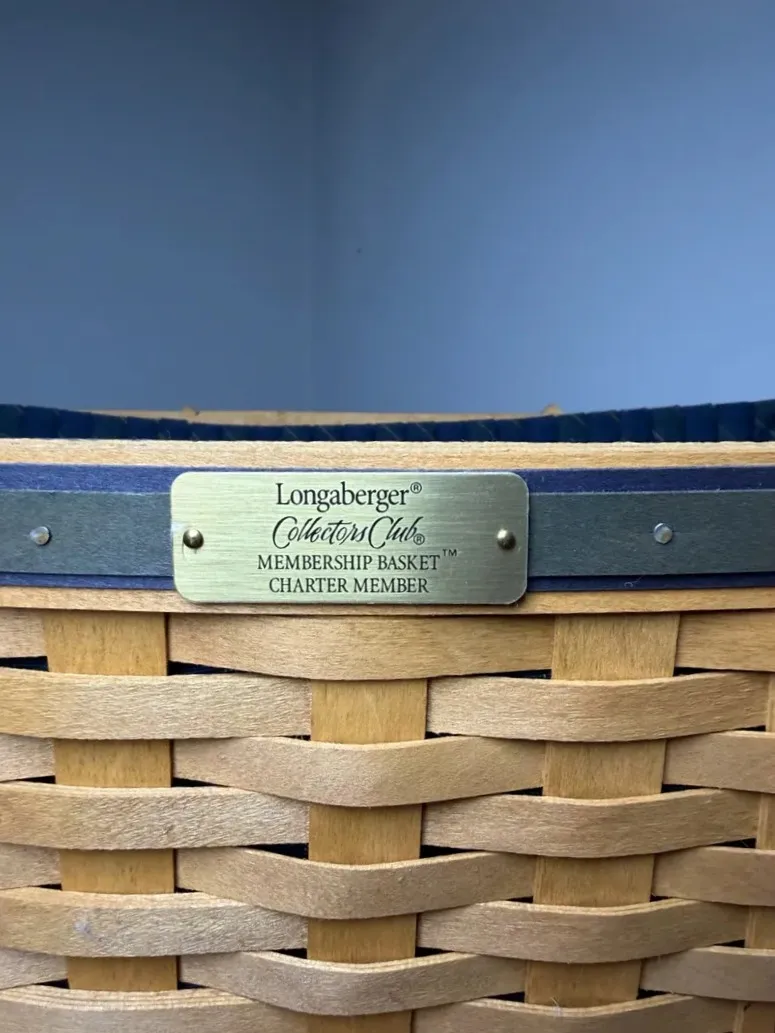 Longaberger®
Collectors Club®
MEMBERSHIP BASKET™
CHARTER MEMBER